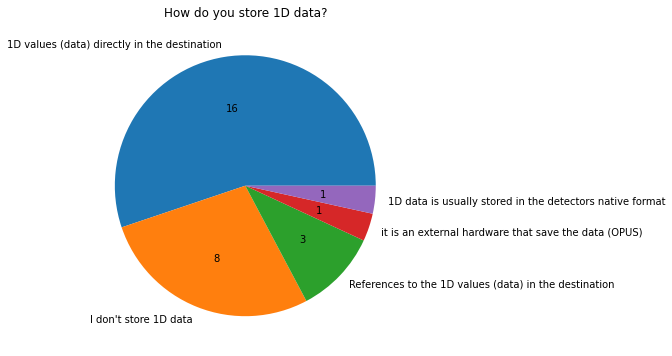 How do you store 1D data?
1D values (data) directly in the destination
16
1
1D data is usually stored in the detectors native format
1
it is an external hardware that save the data (OPUS)
3
8
References to the 1D values (data) in the destination
I don't store 1D data